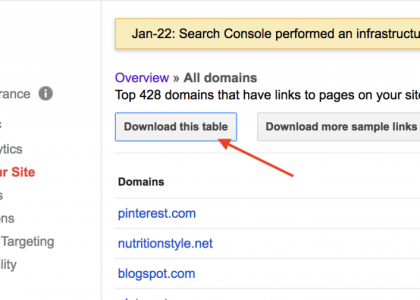 Jan-22: Search Console performed an infrastructu
Overview » All domains
Top 428 domains that have links to pages on your site
Download this table
Download more sample links
Domains
pinterest.com
nutritionstyle.net
blogspot.com
rance
tics
ur Site
s
ons
Targeting
ility